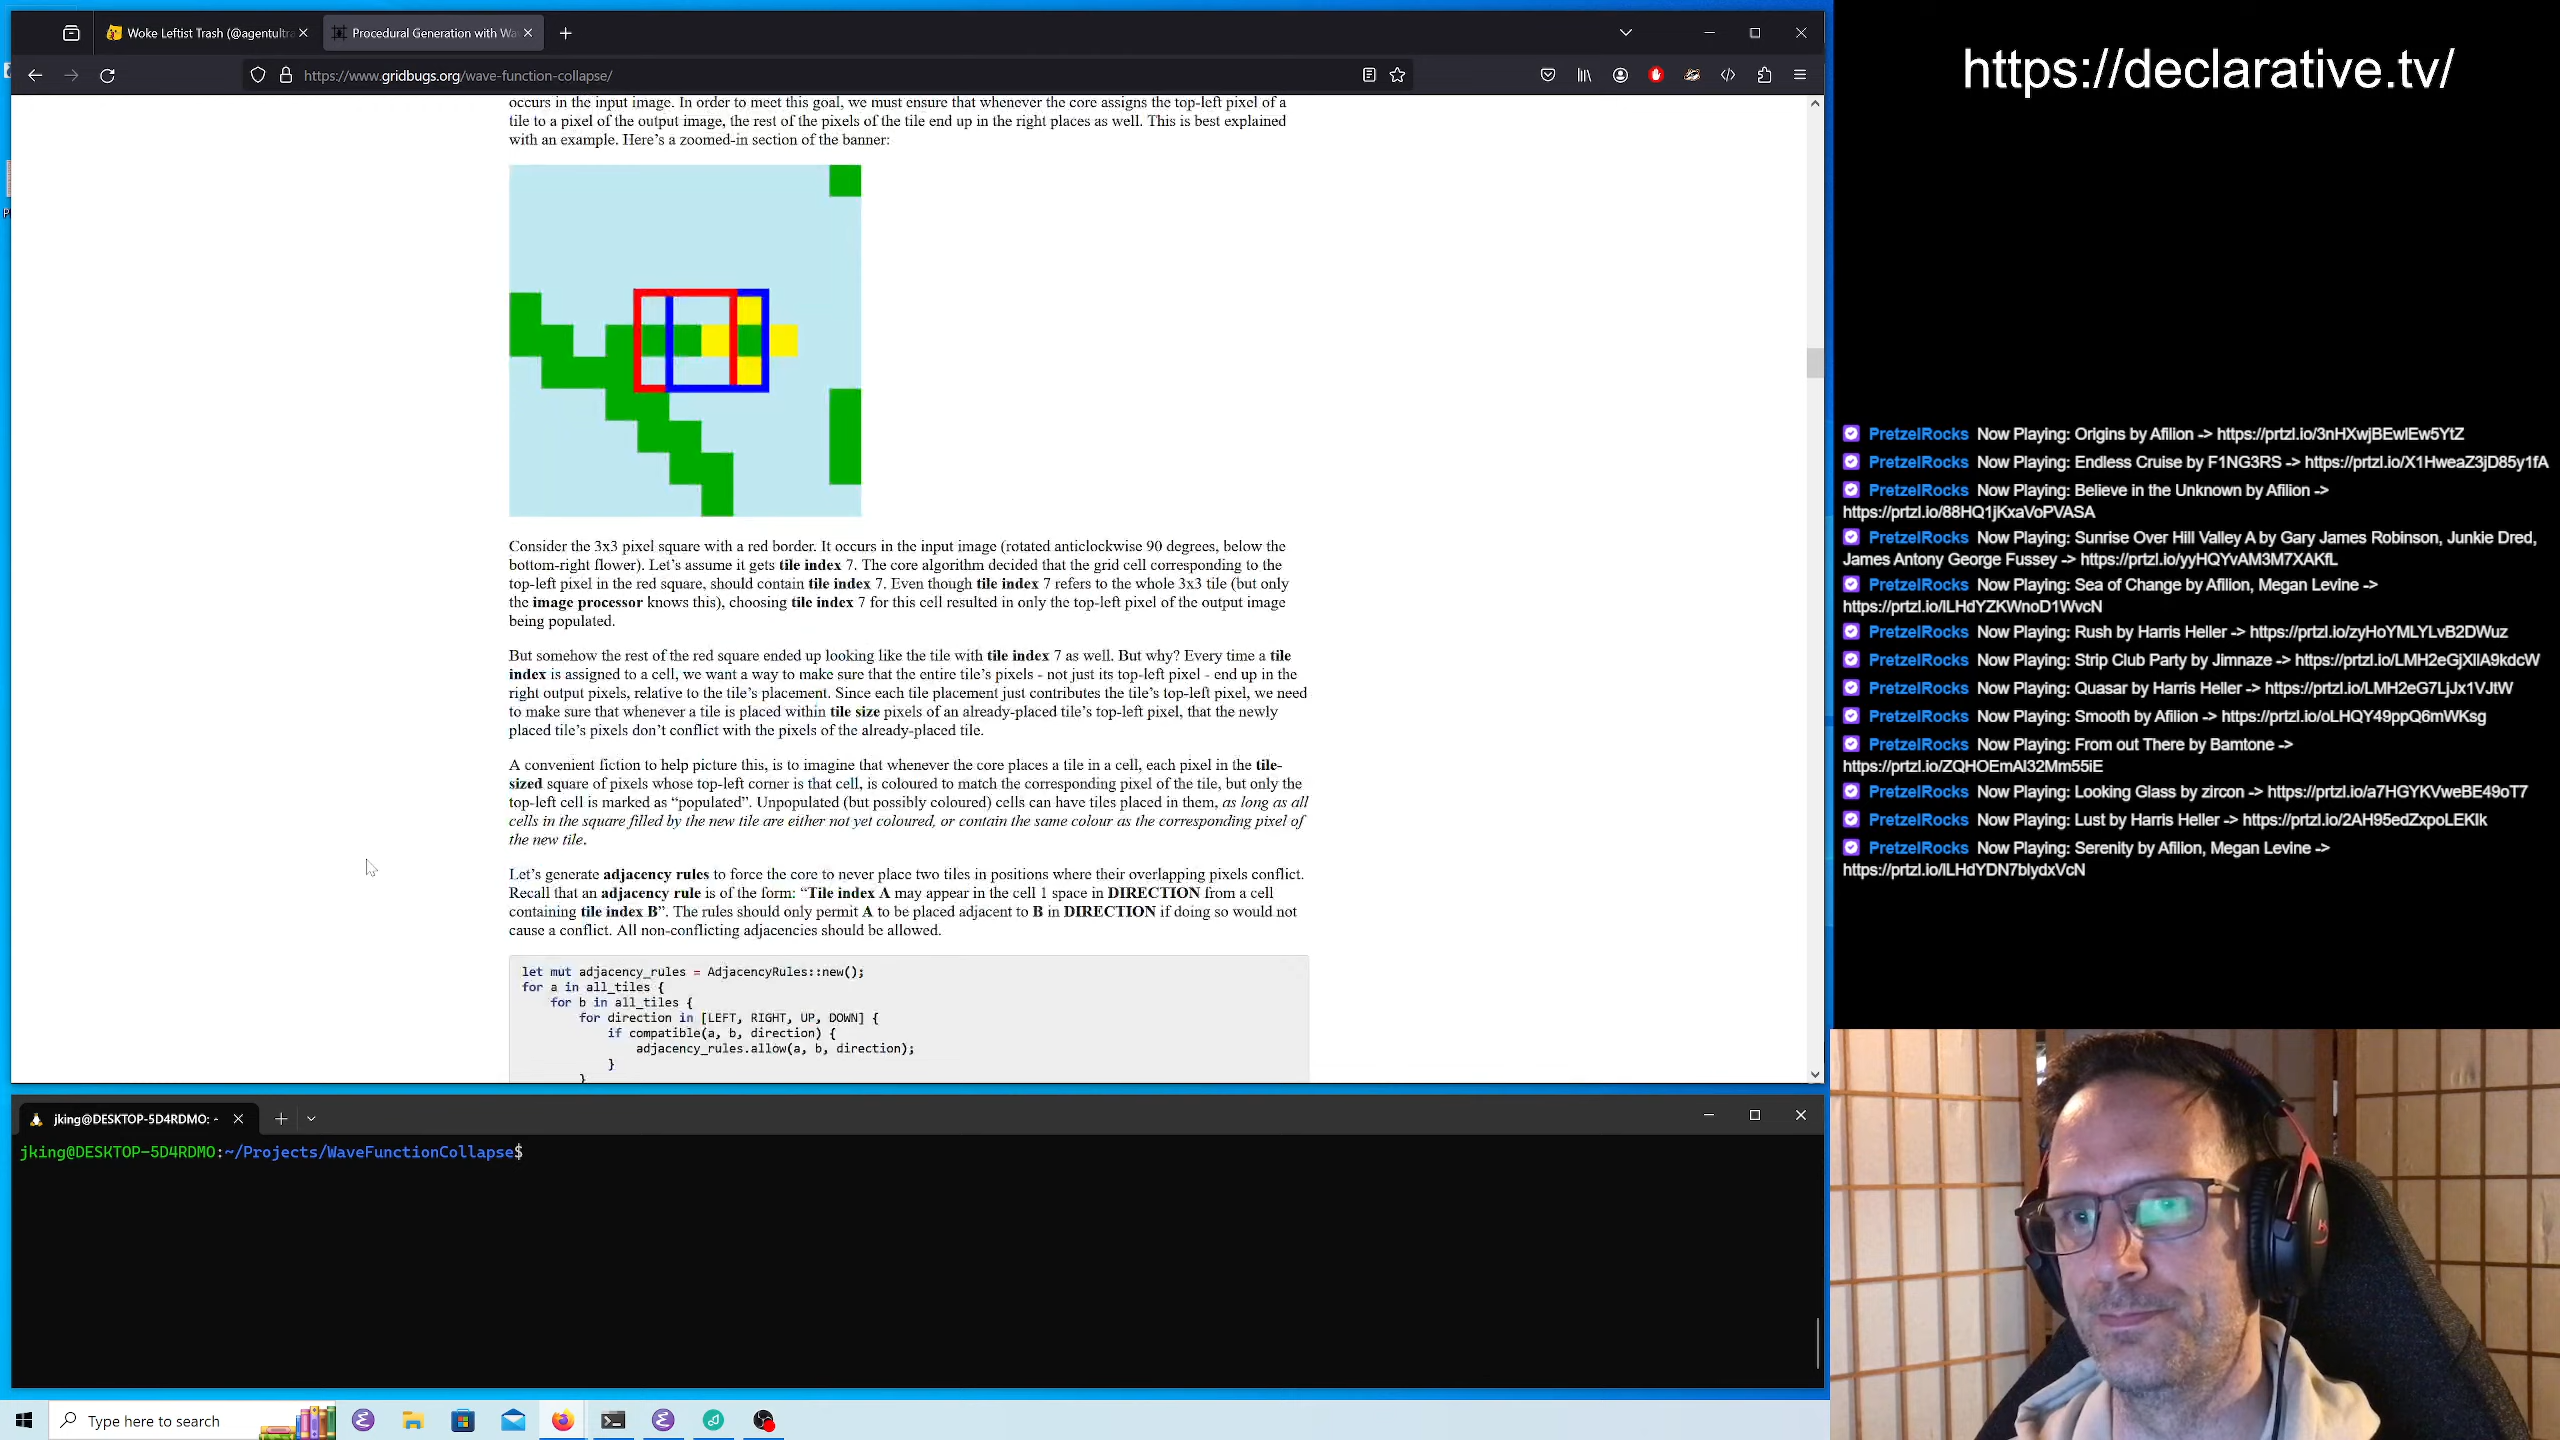 Woke Leftist Trash (@agentultra
Procedural Generation with Wa
https://www.gridbugs.org/wave-function-collapse/
occurs in the input image. In order to meet this goal, we must ensure that whenever the core assigns the top-left pixel of a
tile to a pixel of the output image, the rest of the pixels of the tile end up in the right places as well. This is best explained
with an example. Here's a zoomed-in section of the banner:
Consider the 3x3 pixel square with a red border. It occurs in the input image (rotated anticlockwise 90 degrees, below the
bottom-right flower). Let's assume it gets tile index 7. The core algorithm decided that the grid cell corresponding to the
top-left pixel in the red square, should contain tile index 7. Even though tile index 7 refers to the whole 3x3 tile (but only
the image processor knows this), choosing tile index 7 for this cell resulted in only the top-left pixel of the output image
being populated.
But somehow the rest of the red square ended up looking like the tile with tile index 7 as well. But why? Every time a tile
index is assigned to a cell, we want a way to make sure that the entire tile's pixels - not just its top-left pixel - end up in the
right output pixels, relative to the tile's placement. Since each tile placement just contributes the tile's top-left pixel, we need
to make sure that whenever a tile is placed within tile size pixels of an already-placed tile's top-left pixel, that the newly
placed tile's pixels don't conflict with the pixels of the already-placed tile.
A convenient fiction to help picture this, is to imagine that whenever the core places a tile in a cell, each pixel in the tile-
sized square of pixels whose top-left corner is that cell, is coloured to match the corresponding pixel of the tile, but only the
top-left cell is marked as “populated”. Unpopulated (but possibly coloured) cells can have tiles placed in them, as long as all
cells in the square filled by the new tile are either not yet coloured, or contain the same colour as the corresponding pixel of
the new tile.
Let's generate adjacency rules to force the core to never place two tiles in positions where their overlapping pixels conflict.
Recall that an adjacency rule is of the form: “Tile index A may appear in the cell 1 space in DIRECTION from a cell
containing tile index B”. The rules should only permit A to be placed adjacent to B in DIRECTION if doing so would not
cause a conflict. All non-conflicting adjacencies should be allowed.
let mut adjacency_rules = AdjacencyRules::new();
for a in all_tiles {
for b in all_tiles {
for direction in [LEFT, RIGHT, UP, DOWN] {
if compatible(a, b, direction) {
adjacency_rules.allow(a, b, direction);
}
}
jking@DESKTOP-5D4RDMO: ~
jking@DESKTOP-5D4RDMO:~/Projects/WaveFunctionCollapse$
Type here to search
https://declarative.tv/
PretzelRocks Now Playing: Origins by Afilion -> https://prtzl.io/3nHXwjBEwlEw5YtZ
PretzelRocks Now Playing: Endless Cruise by F1NG3RS -> https://prtzl.io/X1HweaZ3jD85y1fA
PretzelRocks Now Playing: Believe in the Unknown by Afilion ->
https://prtzl.io/88HQ1jKxaVoPVASA
PretzelRocks Now Playing: Sunrise Over Hill Valley A by Gary James Robinson, Junkie Dred,
James Antony George Fussey -> https://prtzl.io/yyHQYvAM3M7XAKfL
PretzelRocks Now Playing: Sea of Change by Afilion, Megan Levine ->
https://prtzl.io/lLHdYZKWnoD1WvcN
PretzelRocks Now Playing: Rush by Harris Heller -> https://prtzl.io/zyHoYMLYLvB2DWuz
PretzelRocks Now Playing: Strip Club Party by Jimnaze -> https://prtzl.io/LMH2eGjXllA9kdcW
PretzelRocks Now Playing: Quasar by Harris Heller -> https://prtzl.io/LMH2eG7LjJx1VJtW
PretzelRocks Now Playing: Smooth by Afilion -> https://prtzl.io/oLHQY49ppQ6mWKsg
PretzelRocks Now Playing: From out There by Bamtone ->
https://prtzl.io/ZQHOEmAl32Mm55iE
PretzelRocks Now Playing: Looking Glass by zircon -> https://prtzl.io/a7HGYKVweBE49oT7
PretzelRocks Now Playing: Lust by Harris Heller -> https://prtzl.io/2AH95edZxpoLEKlk
PretzelRocks Now Playing: Serenity by Afilion, Megan Levine ->
https://prtzl.io/lLHdYDN7blydxVcN